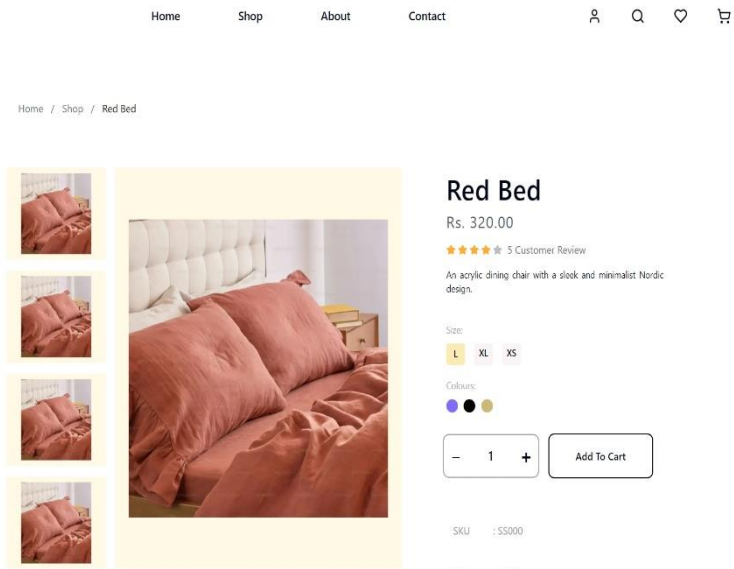 Home Shop About Contact
Home / Shop / Red Bed
Red Bed
Rs. 320.00
5 Customer Review
An acrylic dining chair with a sleek and minimalist Nordic
design.
Size:
L XL XS
Colours:
– 1 + Add To Cart
SKU : SS000